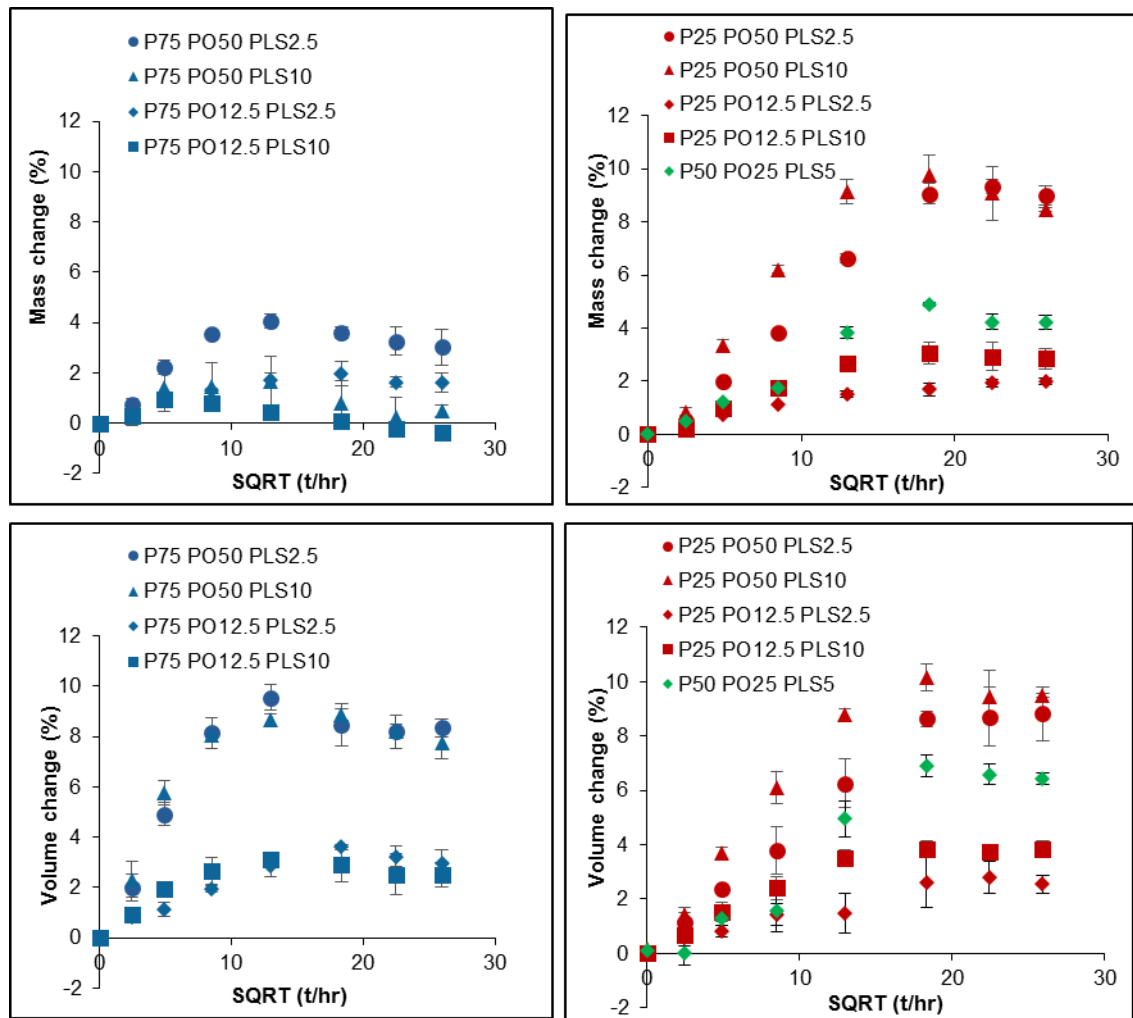 P75 PO50 PLS2.5
P75 PO50 PLS10
P75 PO12.5 PLS2.5
P75 PO12.5 PLS10
12
10
8
6
4
2
0
-2
0
10
20
30
Mass change (%)
SQRT (t/hr)
P25 PO50 PLS2.5
P25 PO50 PLS10
P25 PO12.5 PLS2.5
P25 PO12.5 PLS10
P50 PO25 PLS5
12
10
8
6
4
2
0
-2
0
10
20
30
Mass change (%)
SQRT (t/hr)
P75 PO50 PLS2.5
P75 PO50 PLS10
P75 PO12.5 PLS2.5
P75 PO12.5 PLS10
12
10
8
6
4
2
0
-2
0
10
20
30
Volume change (%)
SQRT (t/hr)
P25 PO50 PLS2.5
P25 PO50 PLS10
P25 PO12.5 PLS2.5
P25 PO12.5 PLS10
P50 PO25 PLS5
12
10
8
6
4
2
0
-2
0
10
20
30
Volume change (%)
SQRT (t/hr)